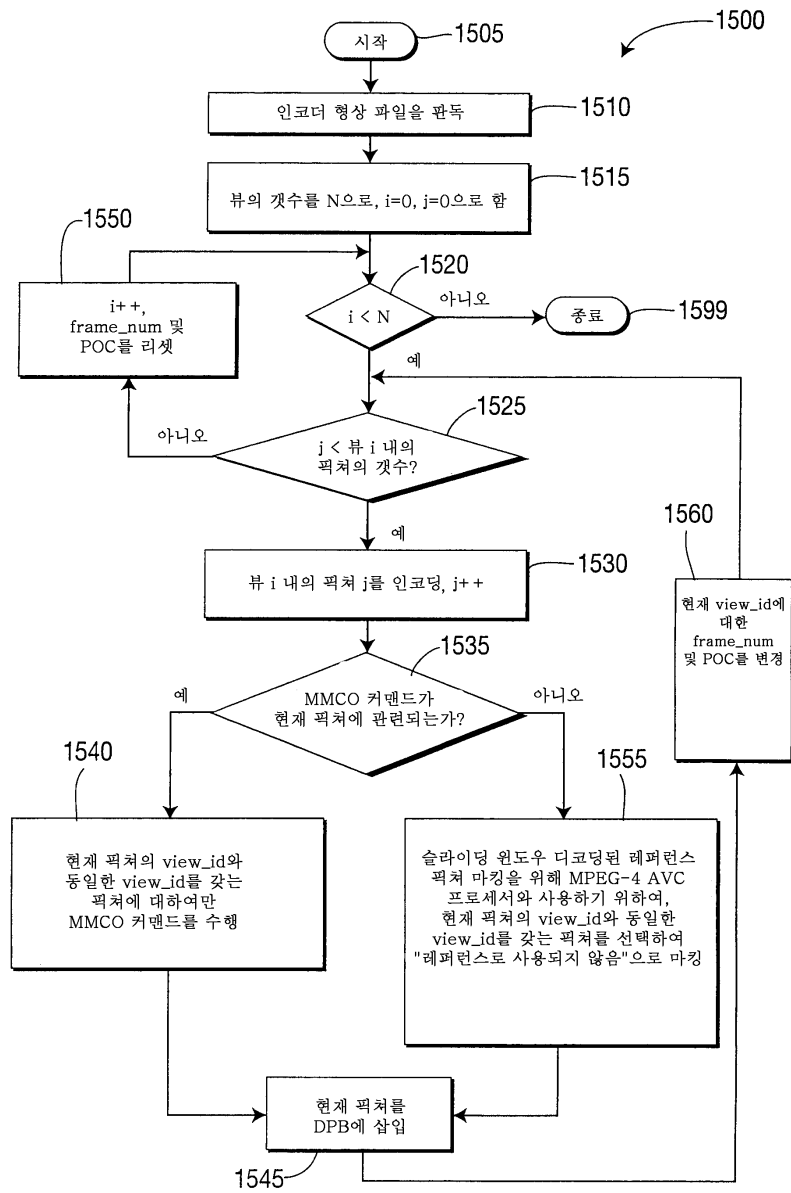 1500
시작
1505
인코더 형상 파일을 판독
1510
뷰의 갯수를 N으로, i=0, j=0으로 함
1515
1550
i++,
frame_num 및
POC를 리셋
1520
i < N
아니오
종료
1599
예
1525
j < 뷰 i 내의
픽쳐의 갯수?
아니오
예
뷰 i 내의 픽쳐 j를 인코딩, j++
1530
1560
현재 view_id에
대한
frame_num
및 POC를 변경
1535
MMCO 커맨드가
현재 픽쳐에 관련되는가?
예
아니오
1540
현재 픽쳐의 view_id와
동일한 view_id를 갖는
픽쳐에 대하여만
MMCO 커맨드를 수행
1555
슬라이딩 윈도우 디코딩된 레퍼런스
픽쳐 마킹을 위해 MPEG-4 AVC
프로세서와 사용하기 위하여,
현재 픽쳐의 view_id와 동일한
view_id를 갖는 픽쳐를 선택하여
"레퍼런스로 사용되지 않음"으로 마킹
현재 픽쳐를
DPB에 삽입
1545